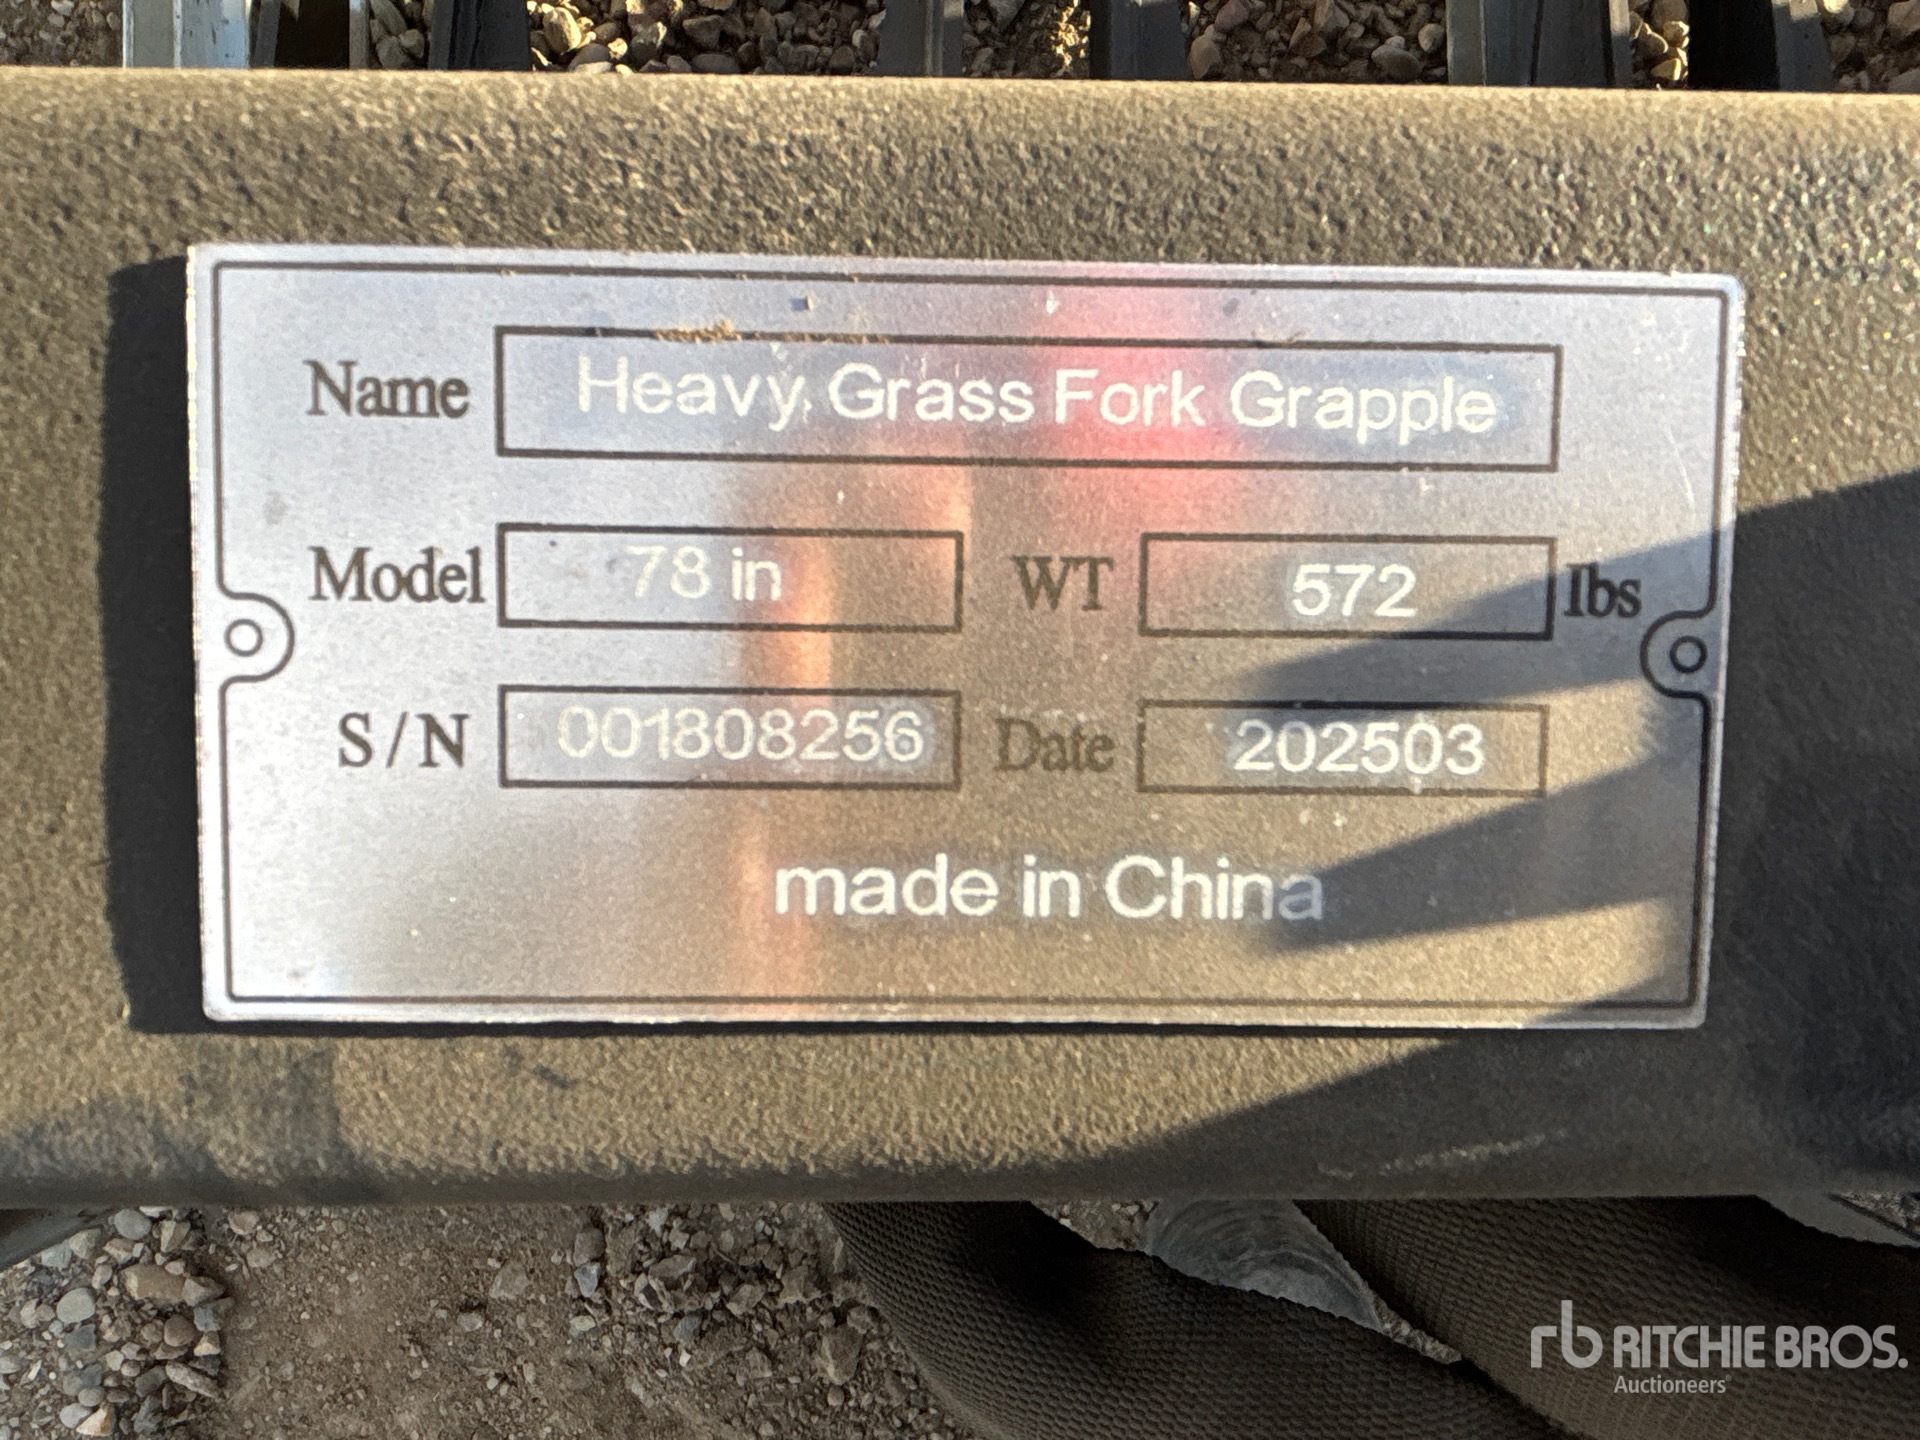 Name Heavy Grass Fork Grapple
Model 78 in WT 572 lbs
S/N 001808256 Date 202503
made in China
rb RITCHIE BROS.
Auctioneers